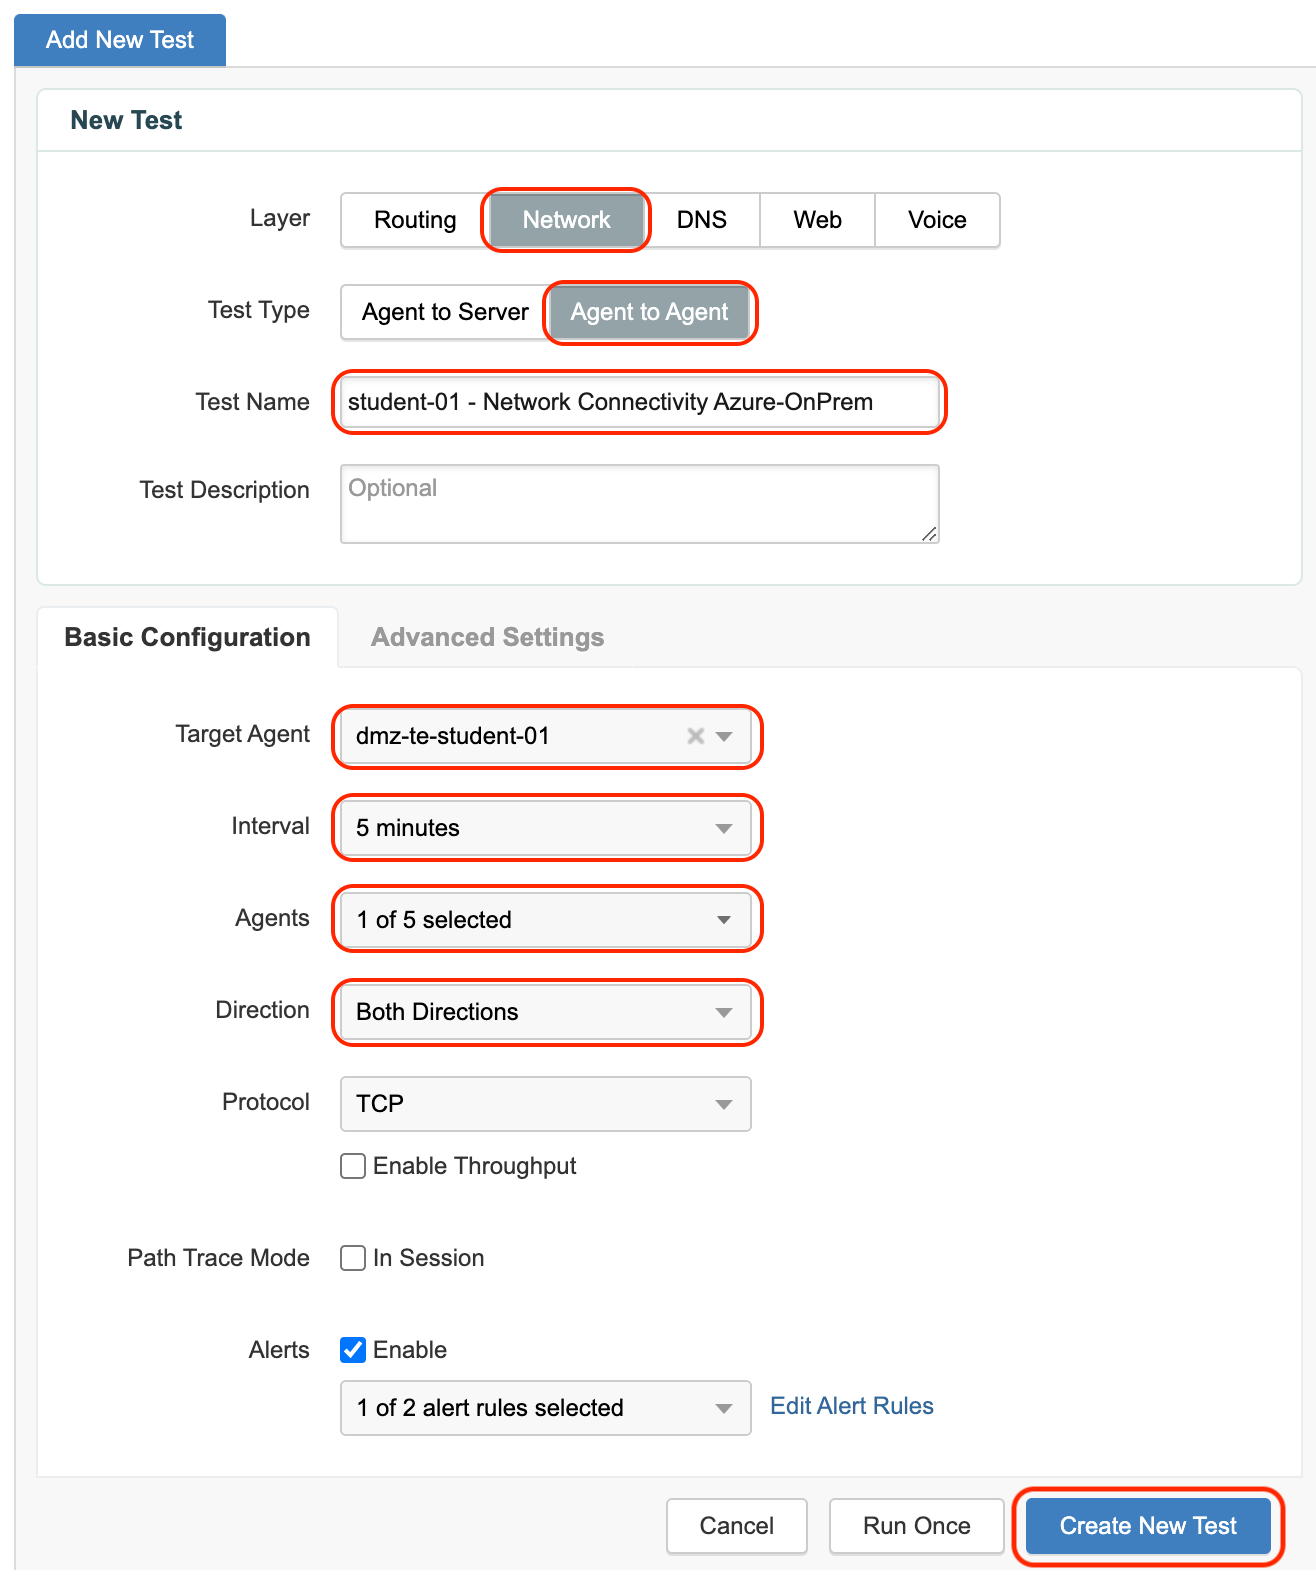 Add New Test
New Test
Layer Routing Network DNS Web Voice
Test Type Agent to Server Agent to Agent
Test Name student-01 - Network Connectivity Azure-OnPrem
Test Description Optional
Basic Configuration Advanced Settings
Target Agent dmz-te-student-01
Interval 5 minutes
Agents 1 of 5 selected
Direction Both Directions
Protocol TCP
Enable Throughput
Path Trace Mode In Session
Alerts Enable
1 of 2 alert rules selected Edit Alert Rules
Cancel Run Once Create New Test